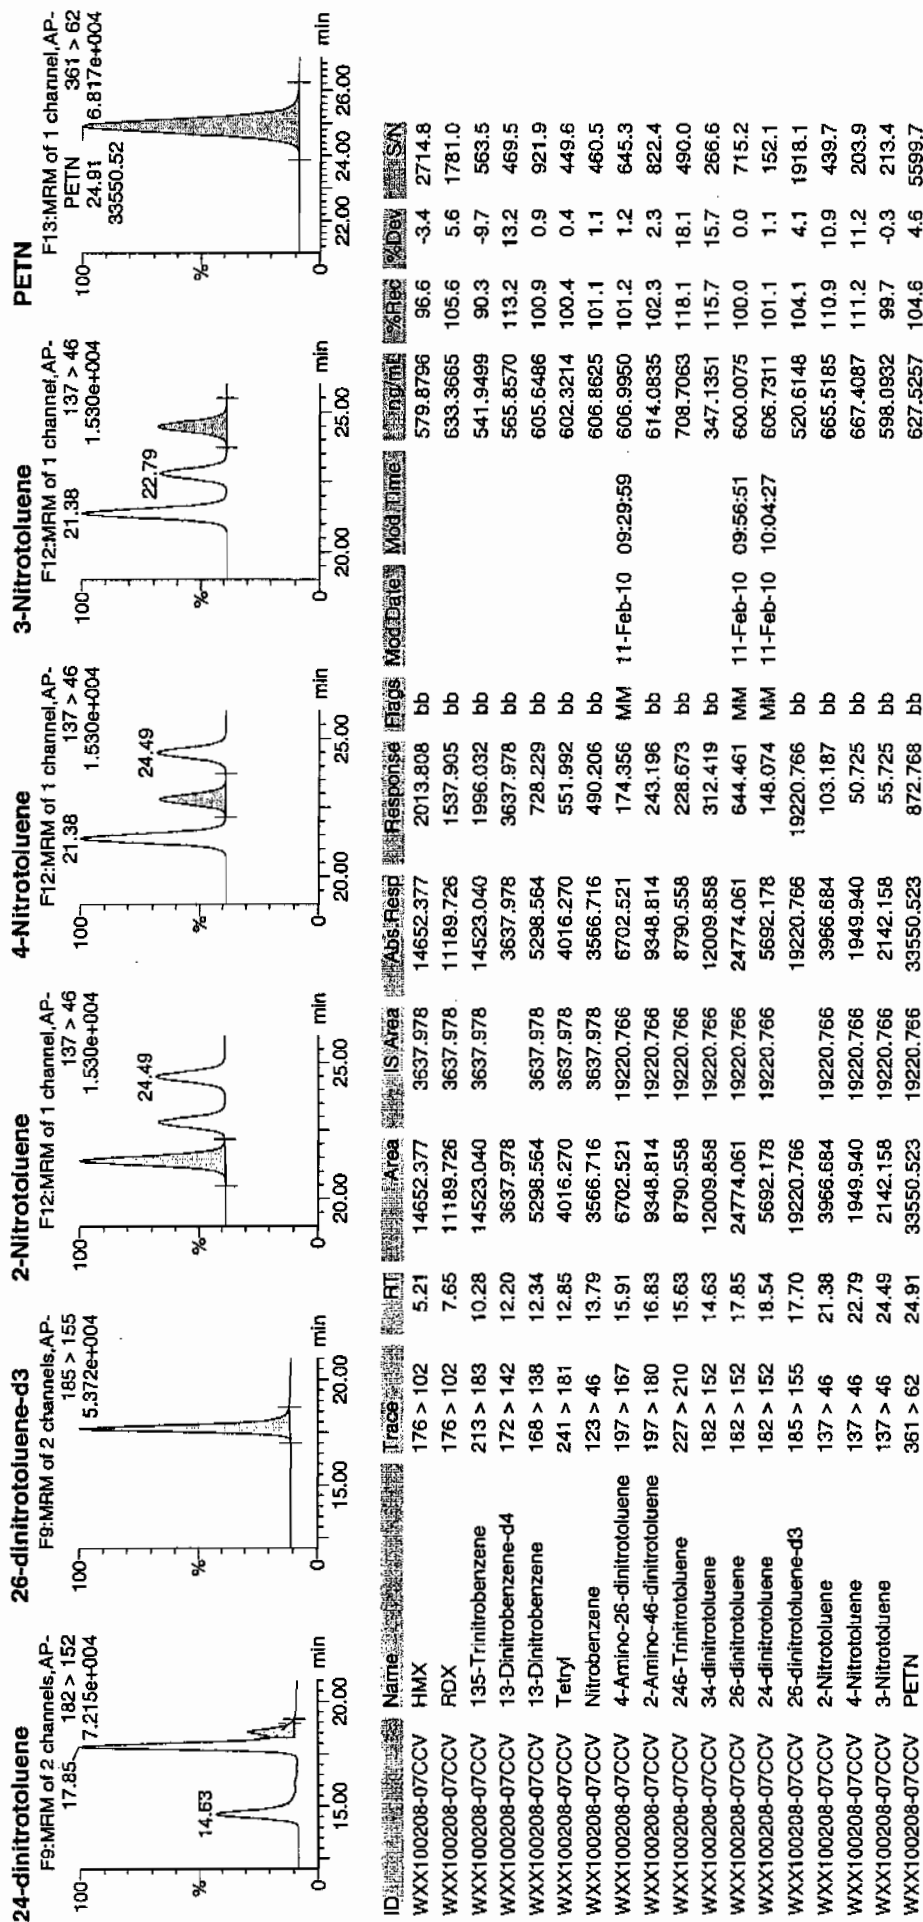 24-dinitrotoluene
F9:MRM of 2 channels,AP-
182 > 152
17.85
7.215e+004
100
%
14.63
0
15.00
20.00
min
26-dinitrotoluene-d3
F9:MRM of 2 channels,AP-
185 > 155
5.372e+004
100
%
0
15.00
20.00
min
2-Nitrotoluene
F12:MRM of 1 channel,AP-
137 > 46
1.530e+004
100
%
24.49
0
20.00
25.00
min
4-Nitrotoluene
F12:MRM of 1 channel,AP-
21.38
137 > 46
1.530e+004
100
%
24.49
0
20.00
25.00
min
3-Nitrotoluene
F12:MRM of 1 channel,AP-
21.38
137 > 46
1.530e+004
100
%
22.79
0
20.00
25.00
min
PETN
F13:MRM of 1 channel,AP-
PETN
361 > 62
24.91
6.817e+004
33550.52
100
%
0
22.00
24.00
26.00
min
ID Name Trace RT Area IS Area Abs.Resp Response Flags Mod.Date Mod.Time ng/mL %Rec %Dev S/N
WXX100208-07CCV HMX 176 > 102 5.21 14652.377 3637.978 14652.377 2013.808 bb 579.8796 96.6 -3.4 2714.8
WXX100208-07CCV RDX 176 > 102 7.65 11189.726 3637.978 11189.726 1537.905 bb 633.3665 105.6 5.6 1781.0
WXX100208-07CCV 135-Trinitrobenzene 213 > 183 10.28 14523.040 3637.978 14523.040 1996.032 bb 541.9499 90.3 -9.7 563.5
WXX100208-07CCV 13-Dinitrobenzene-d4 172 > 142 12.20 3637.978 3637.978 3637.978 bb 565.8570 113.2 13.2 469.5
WXX100208-07CCV 13-Dinitrobenzene 168 > 138 12.34 5298.564 3637.978 5298.564 728.229 bb 605.6486 100.9 0.9 921.9
WXX100208-07CCV Tetryl 241 > 181 12.85 4016.270 3637.978 4016.270 551.992 bb 602.3214 100.4 0.4 449.6
WXX100208-07CCV Nitrobenzene 123 > 46 13.79 3566.716 3637.978 3566.716 490.206 bb 606.8625 101.1 1.1 460.5
WXX100208-07CCV 4-Amino-26-dinitrotoluene 197 > 167 15.91 6702.521 19220.766 6702.521 174.356 MM 11-Feb-10 09:29:59 606.9950 101.2 1.2 645.3
WXX100208-07CCV 2-Amino-46-dinitrotoluene 197 > 180 16.83 9348.814 19220.766 9348.814 243.196 bb 614.0835 102.3 2.3 822.4
WXX100208-07CCV 246-Trinitrotoluene 227 > 210 15.63 8790.558 19220.766 8790.558 228.673 bb 708.7063 118.1 18.1 490.0
WXX100208-07CCV 34-dinitrotoluene 182 > 152 14.63 12009.858 19220.766 12009.858 312.419 bb 347.1351 115.7 15.7 266.6
WXX100208-07CCV 26-dinitrotoluene 182 > 152 17.85 24774.061 19220.766 24774.061 644.461 MM 11-Feb-10 09:56:51 600.0075 100.0 0.0 715.2
WXX100208-07CCV 24-dinitrotoluene 182 > 152 18.54 5692.178 19220.766 5692.178 148.074 MM 11-Feb-10 10:04:27 606.7311 101.1 1.1 152.1
WXX100208-07CCV 26-dinitrotoluene-d3 185 > 155 17.70 19220.766 19220.766 19220.766 bb 520.6148 104.1 4.1 1918.1
WXX100208-07CCV 2-Nitrotoluene 137 > 46 21.38 3966.684 19220.766 3966.684 103.187 bb 665.5185 110.9 10.9 439.7
WXX100208-07CCV 4-Nitrotoluene 137 > 46 22.79 1949.940 19220.766 1949.940 50.725 bb 667.4087 111.2 11.2 203.9
WXX100208-07CCV 3-Nitrotoluene 137 > 46 24.49 2142.158 19220.766 2142.158 55.725 bb 598.0932 99.7 -0.3 213.4
WXX100208-07CCV PETN 361 > 62 24.91 33550.523 19220.766 33550.523 872.768 bb 627.5257 104.6 4.6 5599.7